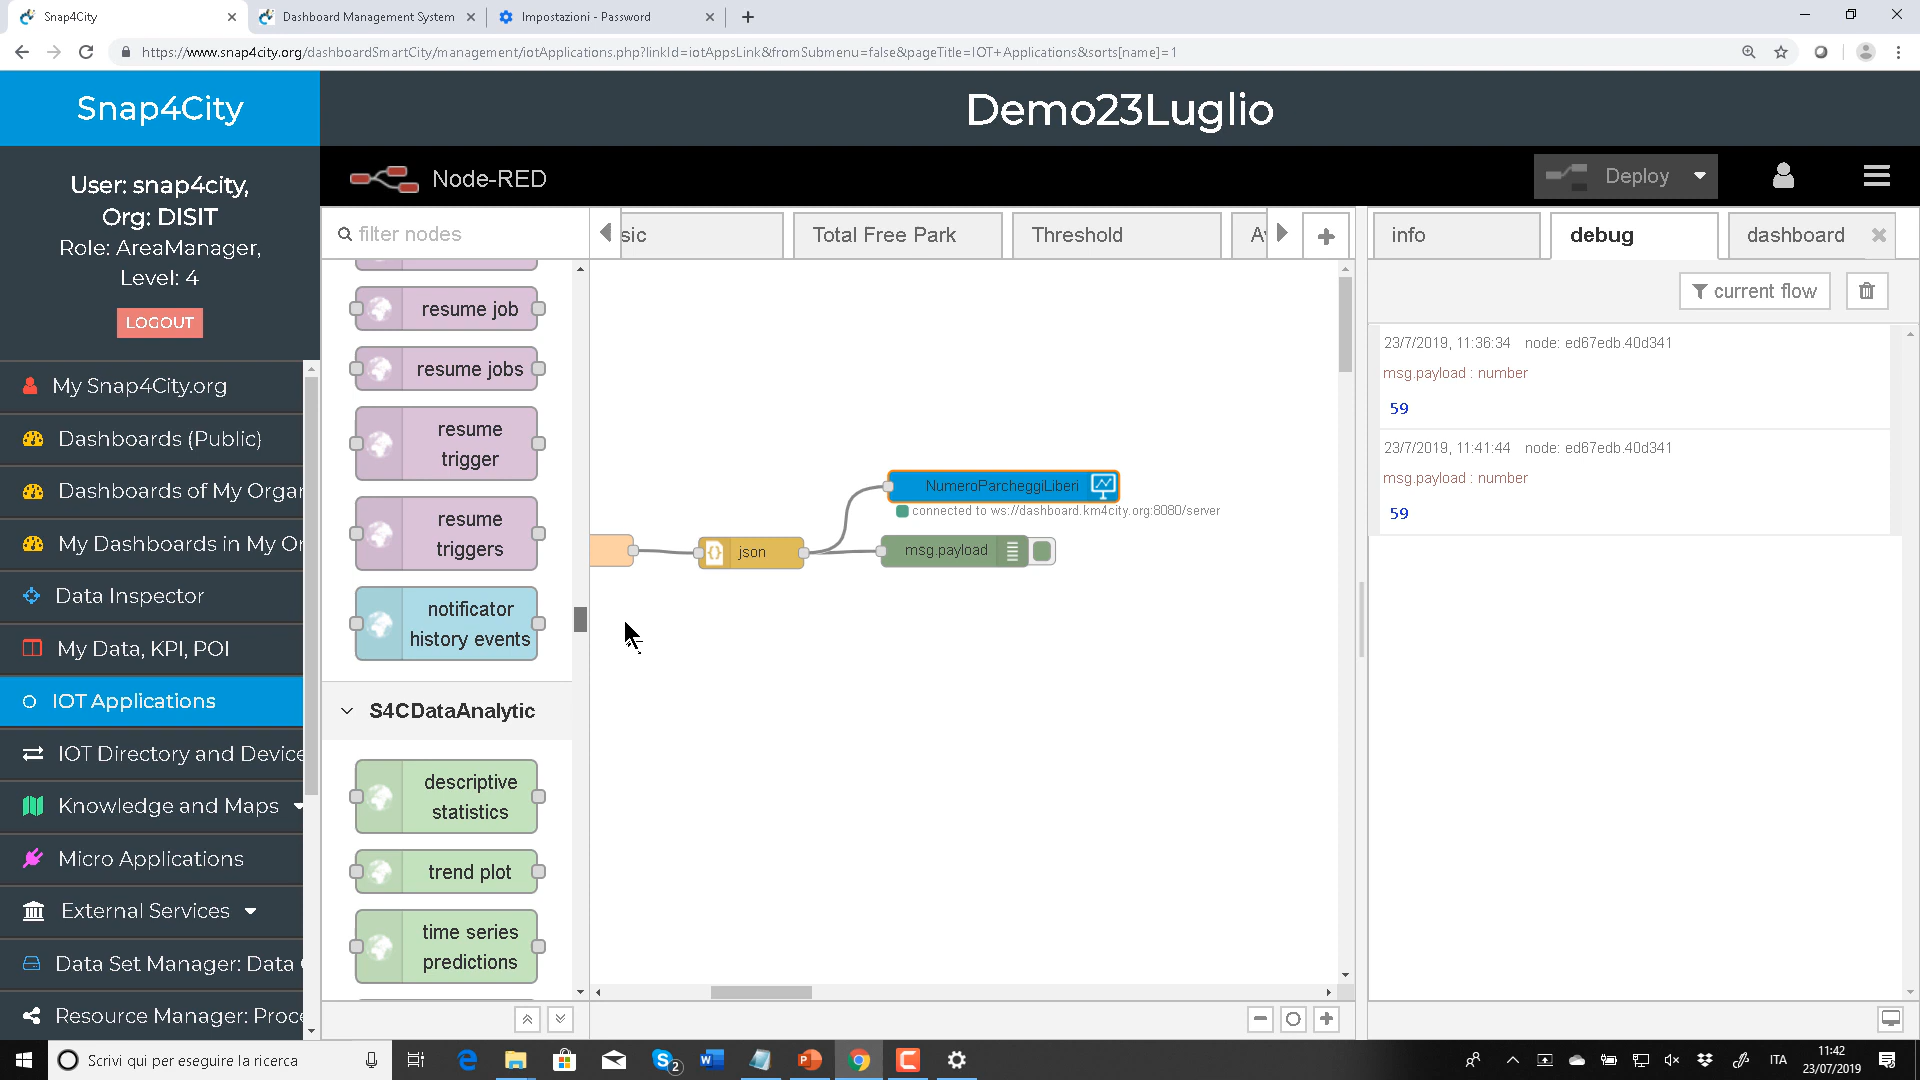 Snap4City
Dashboard Management System
Impostazioni - Password
https://www.snap4city.org/dashboardSmartCity/management/iotApplications.php?linkId=iotAppsLink&fromSubmenu=false&pageTitle=IOT+Applications&sorts[name]=1
Snap4City
Demo23Luglio
User: snap4city,
Org: DISIT
Role: AreaManager,
Level: 4
LOGOUT
My Snap4City.org
Dashboards (Public)
Dashboards of My Organ
My Dashboards in My Or
Data Inspector
My Data, KPI, POI
IOT Applications
IOT Directory and Device
Knowledge and Maps
Micro Applications
External Services
Data Set Manager: Data
Resource Manager: Proce
Node-RED
Deploy
filter nodes
resume job
resume jobs
resume
trigger
resume
triggers
notificator
history events
S4CDataAnalytic
descriptive
statistics
trend plot
time series
predictions
sic
Total Free Park
Threshold
NumeroParcheggiLiberi
connected to ws://dashboard.km4city.org:8080/server
json
msg.payload
info
debug
dashboard
current flow
23/7/2019, 11:36:34 node: ed67edb.40d341
msg.payload : number
59
23/7/2019, 11:41:44 node: ed67edb.40d341
msg.payload : number
59
Scrivi qui per eseguire la ricerca
2
ITA
11:42
23/07/2019